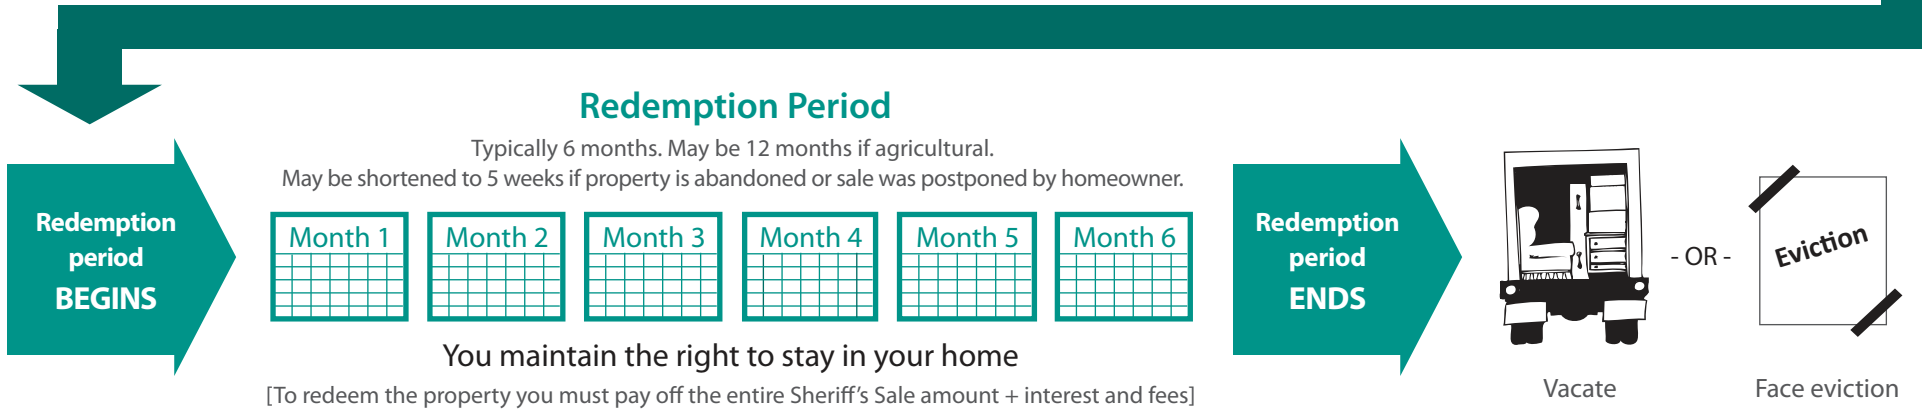 Redemption Period
Typically 6 months. May be 12 months if agricultural.
May be shortened to 5 weeks if property is abandoned or sale was postponed by homeowner.
Redemption
period
BEGINS
Month 1
Month 2
Month 3
Month 4
Month 5
Month 6
You maintain the right to stay in your home
[To redeem the property you must pay off the entire Sheriff's Sale amount + interest and fees]
Redemption
period
ENDS
Vacate
- OR -
Eviction
Face eviction